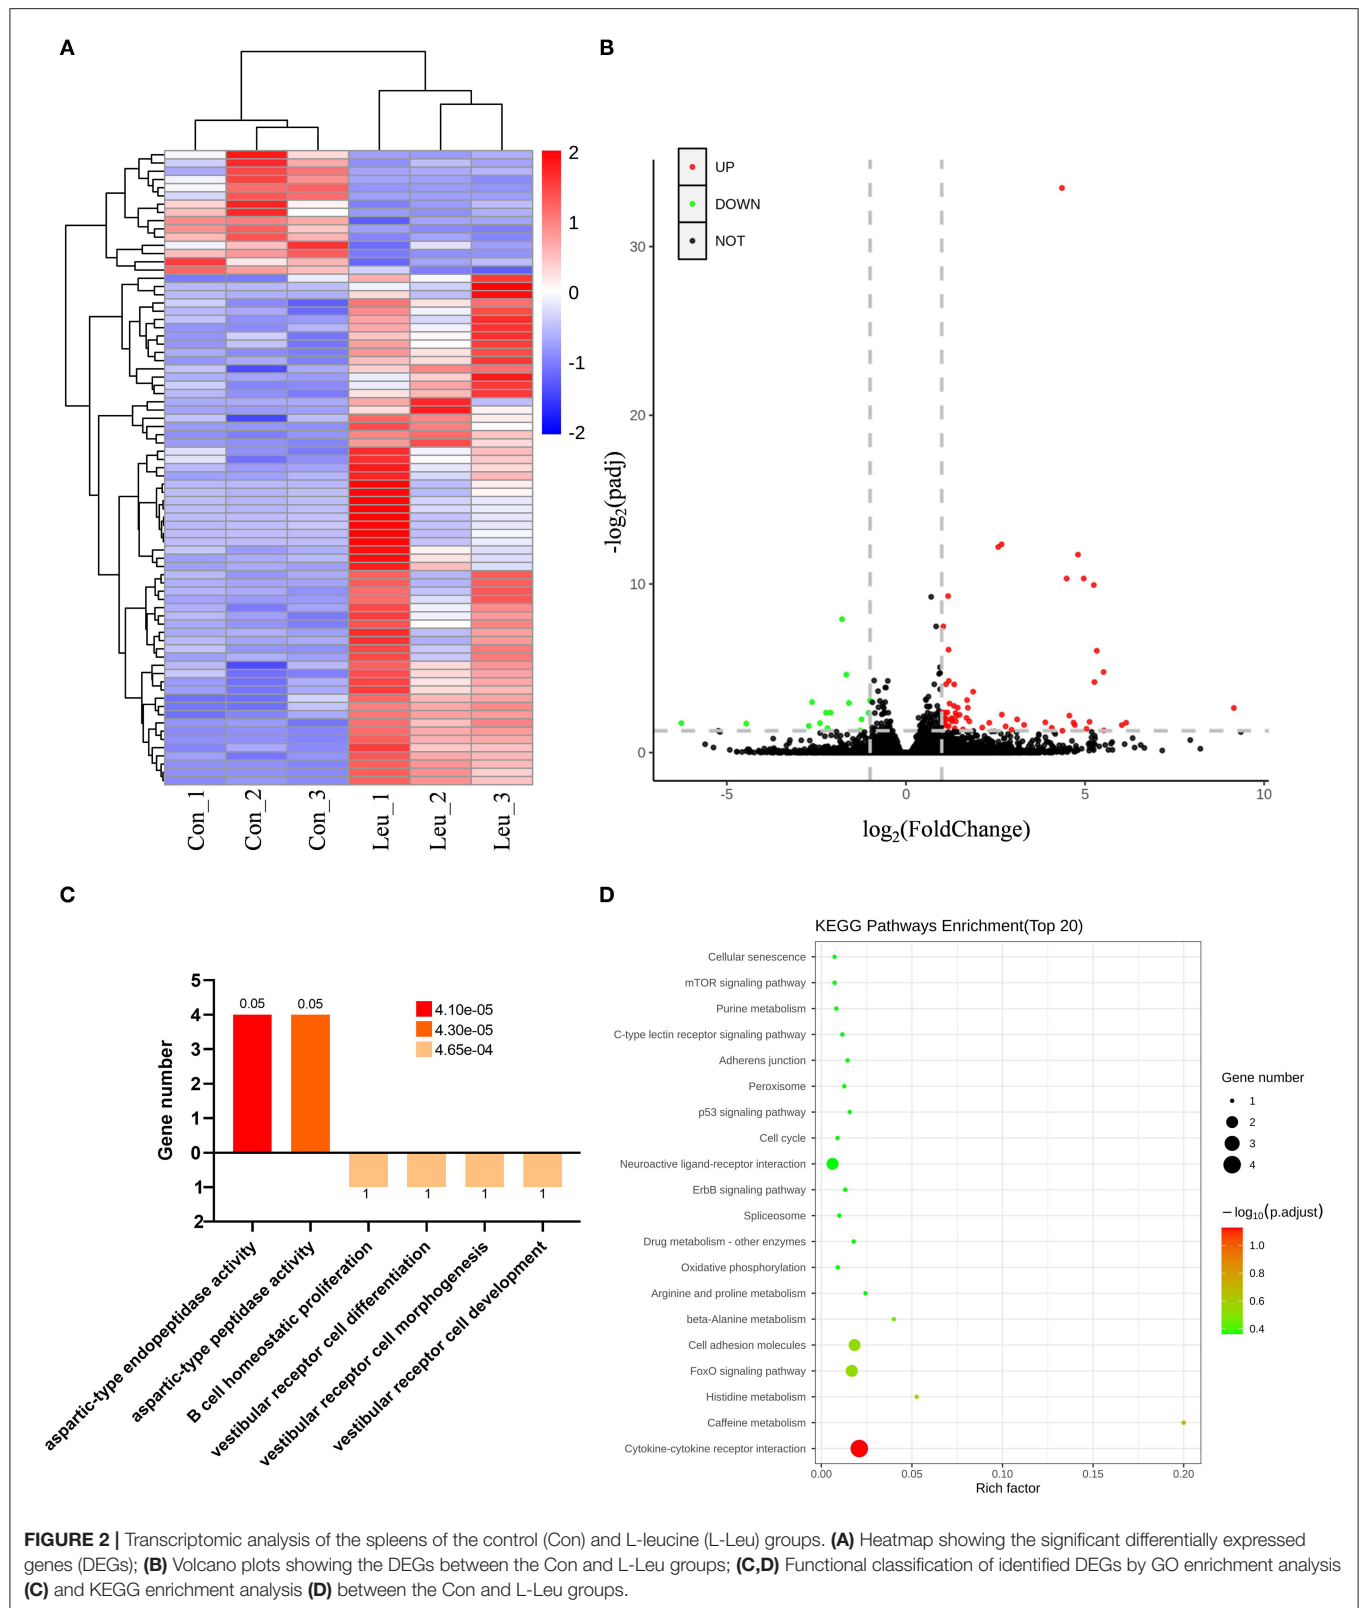 A
2
1
0
-1
-2
Con_1
Con_2
Con_3
Leu_1
Leu_2
Leu_3
B
UP
DOWN
NOT
30
20
10
0
-log2(padj)
-5
0
5
10
log2(FoldChange)
C
5
4
3
2
1
0
1
2
Gene number
0.05
0.05
1
1
1
1
4.10e-05
4.30e-05
4.65e-04
aspartic-type endopeptidase activity
aspartic-type peptidase activity
B cell homeostatic proliferation
vestibular receptor cell differentiation
vestibular receptor cell morphogenesis
vestibular receptor cell development
D
KEGG Pathways Enrichment(Top 20)
Cellular senescence
mTOR signaling pathway
Purine metabolism
C-type lectin receptor signaling pathway
Adherens junction
Peroxisome
p53 signaling pathway
Cell cycle
Neuroactive ligand-receptor interaction
ErbB signaling pathway
Spliceosome
Drug metabolism - other enzymes
Oxidative phosphorylation
Arginine and proline metabolism
beta-Alanine metabolism
Cell adhesion molecules
FoxO signaling pathway
Histidine metabolism
Caffeine metabolism
Cytokine-cytokine receptor interaction
0.00
0.05
0.10
0.15
0.20
Rich factor
Gene number
1
2
3
4
−log10(p.adjust)
1.0
0.8
0.6
0.4
FIGURE 2 | Transcriptomic analysis of the spleens of the control (Con) and L-leucine (L-Leu) groups. (A) Heatmap showing the significant differentially expressed
genes (DEGs); (B) Volcano plots showing the DEGs between the Con and L-Leu groups; (C,D) Functional classification of identified DEGs by GO enrichment analysis
(C) and KEGG enrichment analysis (D) between the Con and L-Leu groups.